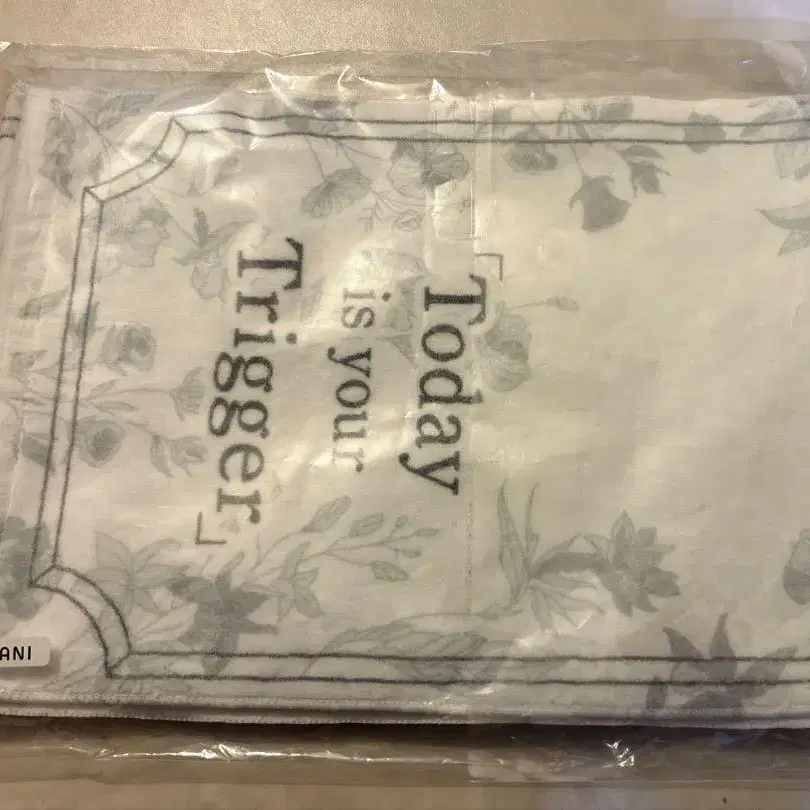 「Today
is your
Trigger」
ANI